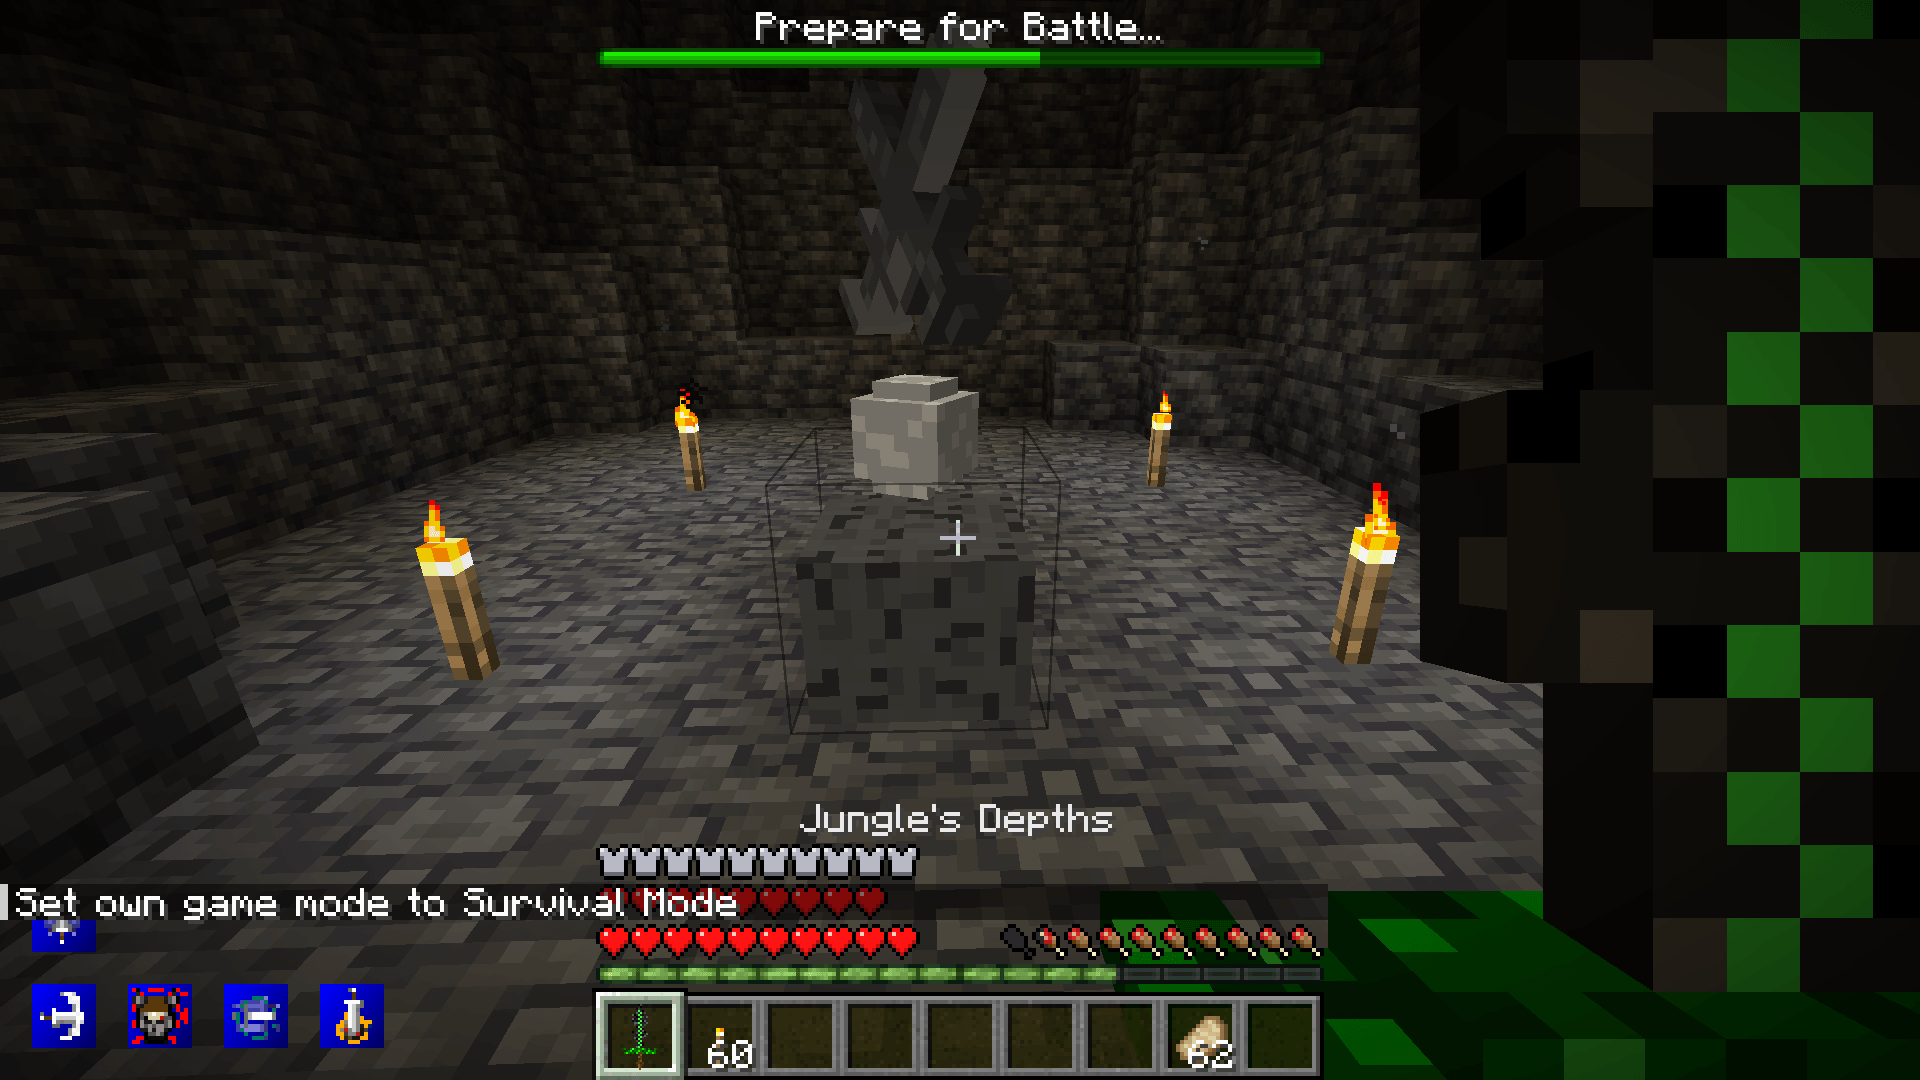 Prepare for Battle...
Jungle's Depths
Set own game mode to Survival Mode
60
62